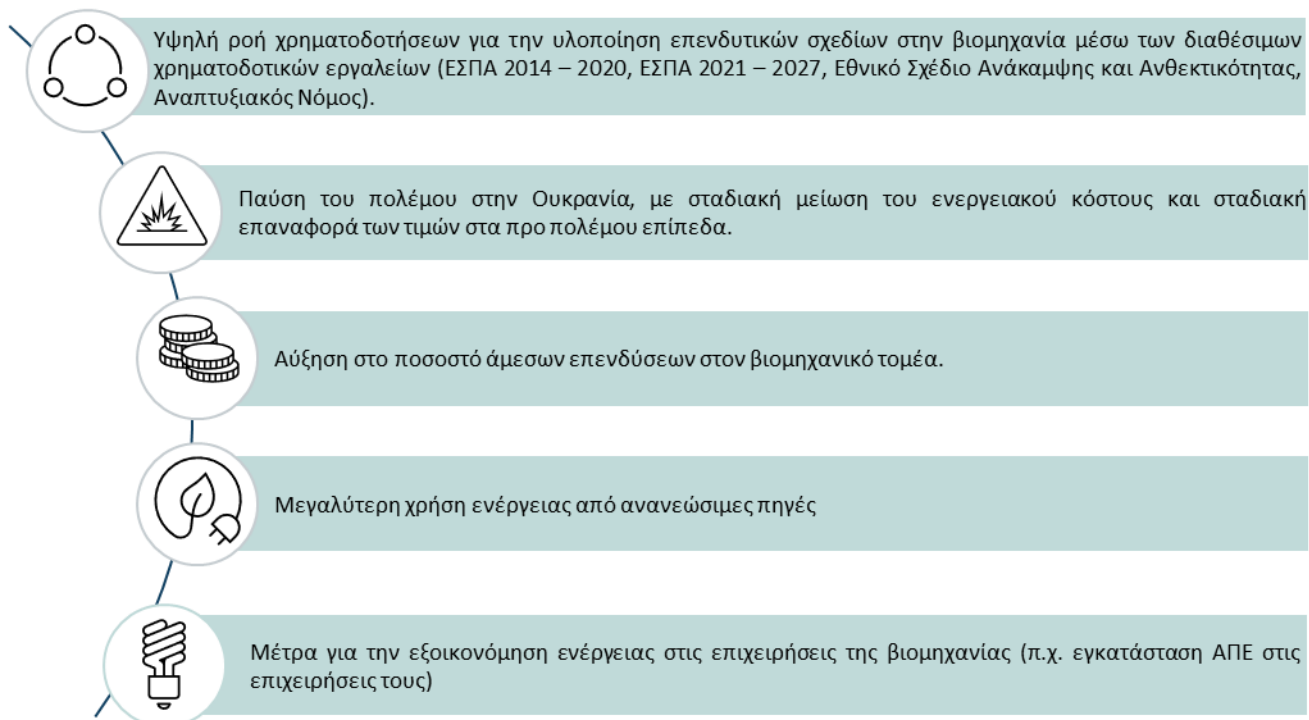 Υψηλή ροή χρηματοδοτήσεων για την υλοποίηση επενδυτικών σχεδίων στην βιομηχανία μέσω των διαθέσιμων
χρηματοδοτικών εργαλείων (ΕΣΠΑ 2014 – 2020, ΕΣΠΑ 2021 – 2027, Εθνικό Σχέδιο Ανάκαμψης και Ανθεκτικότητας,
Αναπτυξιακός Νόμος).
Παύση του πολέμου στην Ουκρανία, με σταδιακή μείωση του ενεργειακού κόστους και σταδιακή
επαναφορά των τιμών στα προ πολέμου επίπεδα.
Αύξηση στο ποσοστό άμεσων επενδύσεων στον βιομηχανικό τομέα.
Μεγαλύτερη χρήση ενέργειας από ανανεώσιμες πηγές
Μέτρα για την εξοικονόμηση ενέργειας στις επιχειρήσεις της βιομηχανίας (π.χ. εγκατάσταση ΑΠΕ στις
επιχειρήσεις τους)